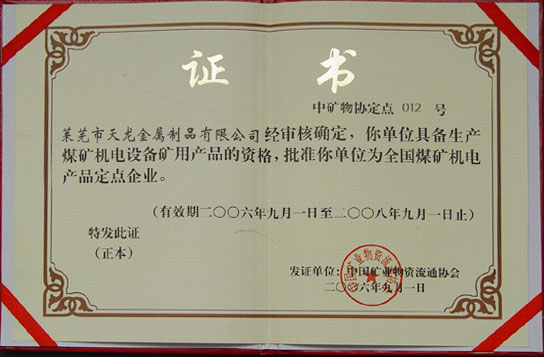 证书
中矿物协定点 012 号
莱芜市天龙金属制品有限公司经审核确定，你单位具备生产
煤矿机电设备矿用产品的资格，批准你单位为全国煤矿机电
产品定点企业。
（有效期二〇〇六年九月一日至二〇〇八年九月一日止）
特发此证
（正本）
发证单位：中国矿业物资流通协会
二〇〇六年九月一日